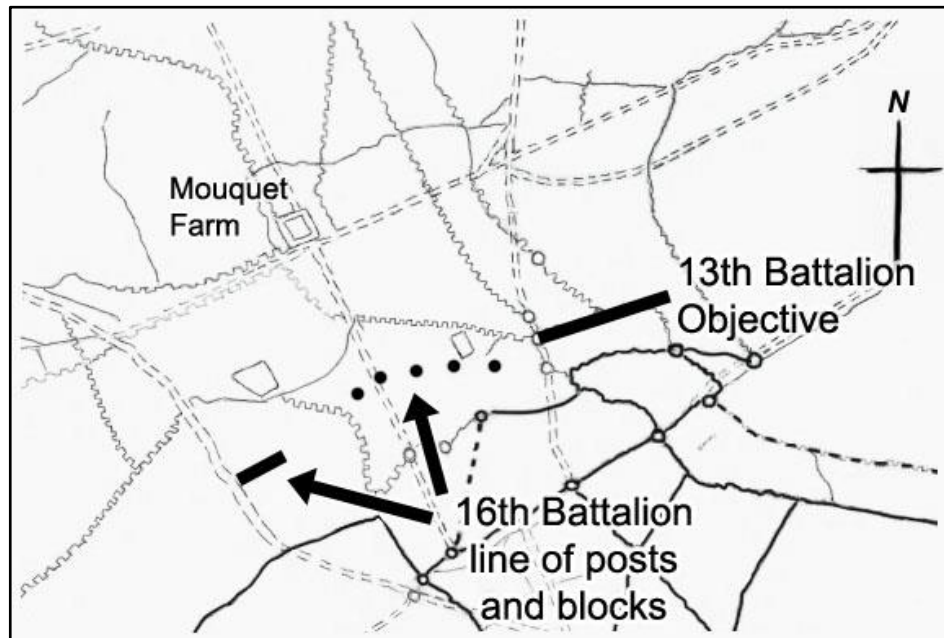 N
Mouquet
Farm
13th Battalion
Objective
16th Battalion
line of posts
and blocks